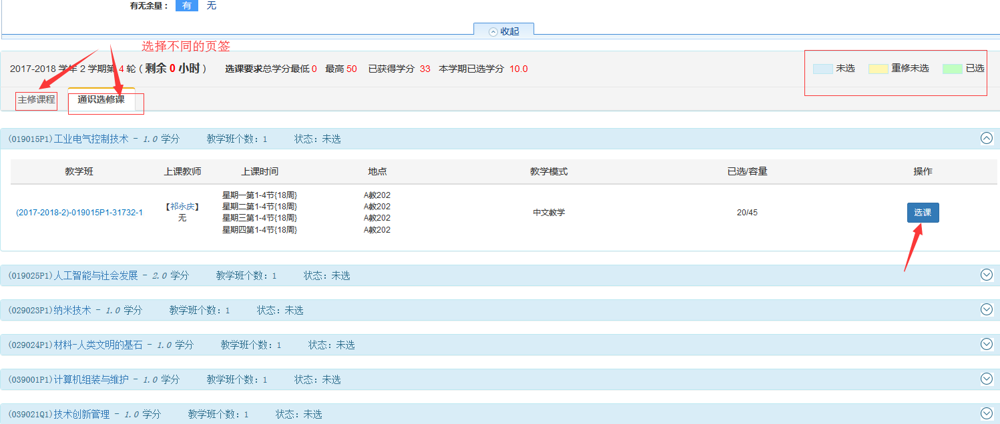 有无余量： 有 无
收起
选择不同的页签
2017-2018 学年 2 学期第 4 轮 ( 剩余 0 小时 ) 选课要求总学分最低 0 最高 50 已获得学分 33 本学期已选学分 10.0 未选 重修未选 已选
主修课程 通识选修课
(019015P1)工业电气控制技术 - 1.0 学分 教学班个数：1 状态：未选
教学班 上课教师 上课时间 地点 教学模式 已选/容量 操作
(2017-2018-2)-019015P1-31732-1 【祁永庆】 无 星期一第1-4节{18周} A教202 中文教学 20/45 选课
星期二第1-4节{18周} A教202
星期三第1-4节{18周} A教202
星期四第1-4节{18周} A教202
(019025P1)人工智能与社会发展 - 2.0 学分 教学班个数：1 状态：未选
(029023P1)纳米技术 - 1.0 学分 教学班个数：1 状态：未选
(029024P1)材料-人类文明的基石 - 1.0 学分 教学班个数：1 状态：未选
(039001P1)计算机组装与维护 - 1.0 学分 教学班个数：1 状态：未选
(039021Q1)技术创新管理 - 1.0 学分 教学班个数：1 状态：未选